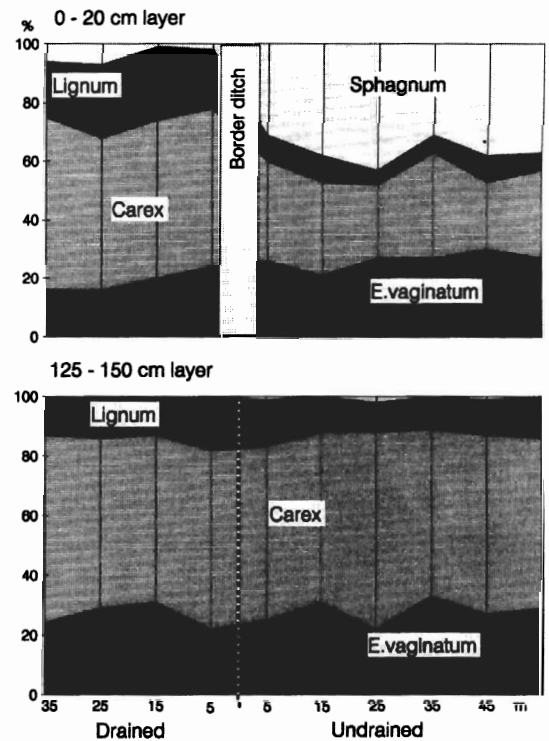 0 - 20 cm layer
%
100
80
60
40
20
0
Lignum
Carex
Border ditch
Sphagnum
E.vaginatum
125 - 150 cm layer
100
80
60
40
20
0
Lignum
Carex
E.vaginatum
35 25 15 5 5 15 25 35 45 m
Drained Undrained